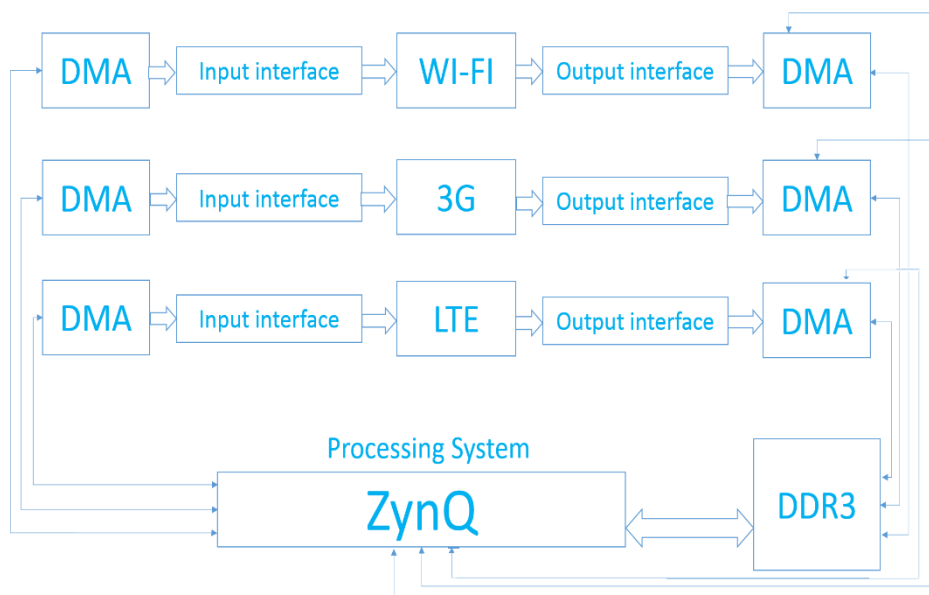 DMA
Input interface
WI-FI
Output interface
DMA
DMA
Input interface
3G
Output interface
DMA
DMA
Input interface
LTE
Output interface
DMA
Processing System
ZynQ
DDR3